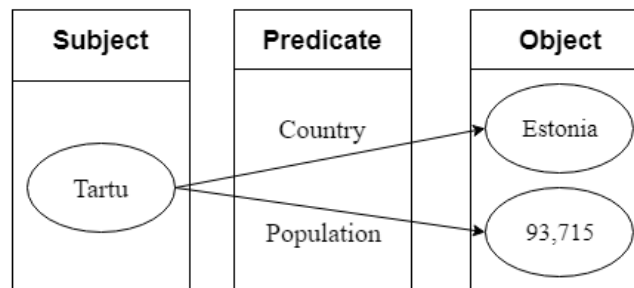 Subject
Predicate
Object
Country
Estonia
Tartu
Population
93,715